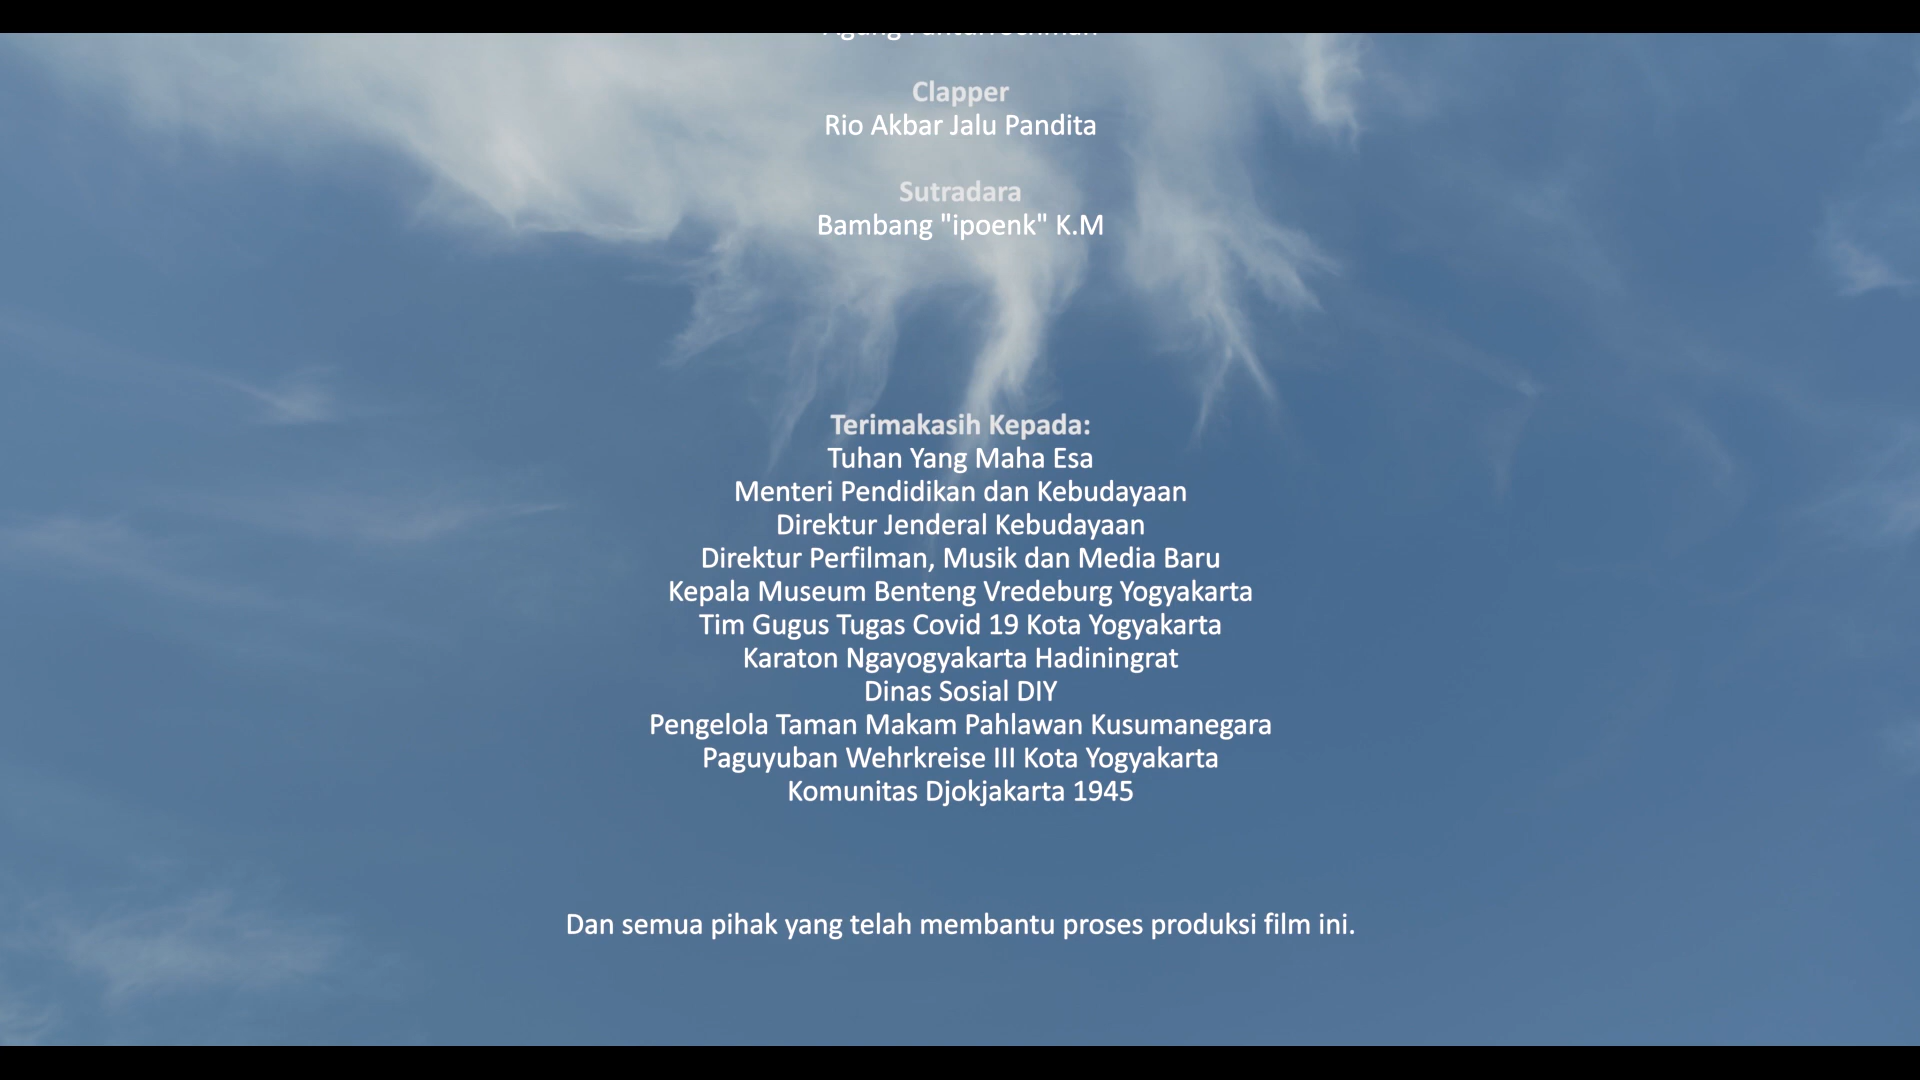 Clapper
Rio Akbar Jalu Pandita
Sutradara
Bambang "ipoenk" K.M
Terimakasih Kepada:
Tuhan Yang Maha Esa
Menteri Pendidikan dan Kebudayaan
Direktur Jenderal Kebudayaan
Direktur Perfilman, Musik dan Media Baru
Kepala Museum Benteng Vredeburg Yogyakarta
Tim Gugus Tugas Covid 19 Kota Yogyakarta
Karaton Ngayogyakarta Hadiningrat
Dinas Sosial DIY
Pengelola Taman Makam Pahlawan Kusumanegara
Paguyuban Wehrkreise III Kota Yogyakarta
Komunitas Djokjakarta 1945
Dan semua pihak yang telah membantu proses produksi film ini.